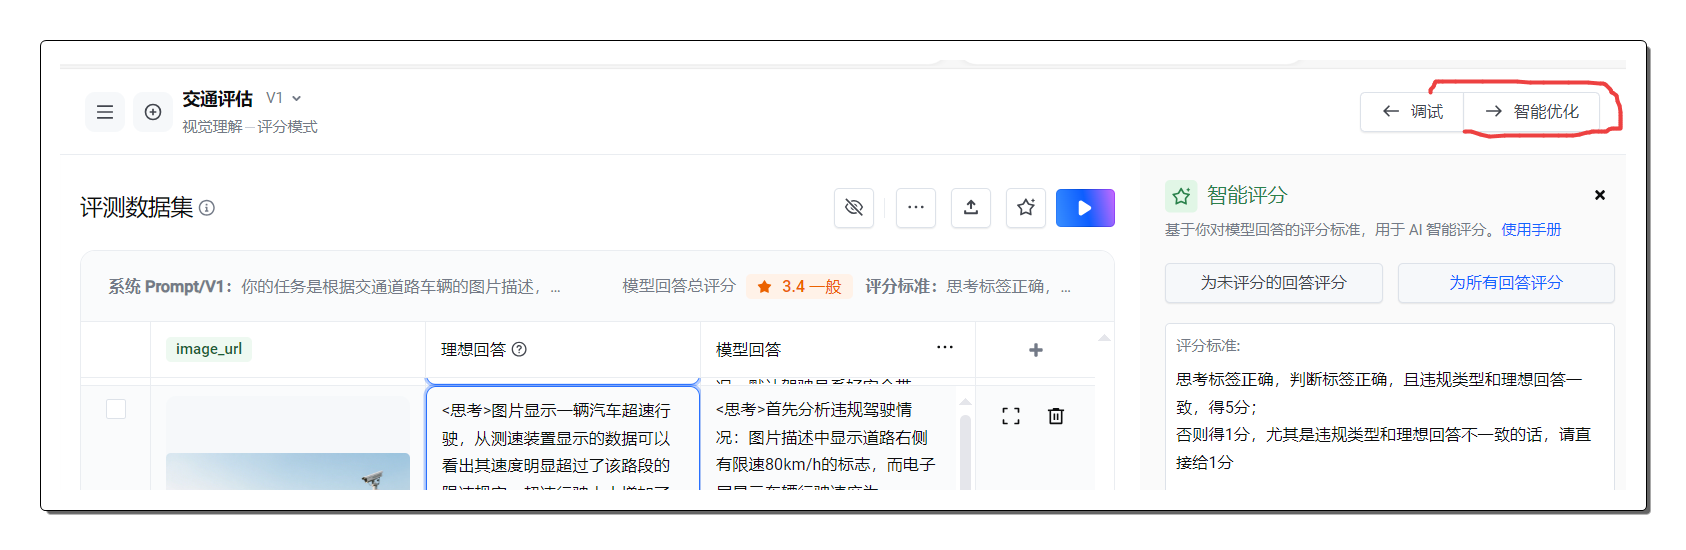 交通评估 V1
视觉理解－评分模式
调试
智能优化
评测数据集
系统 Prompt/V1：你的任务是根据交通道路车辆的图片描述，...
模型回答总评分
3.4 一般
评分标准：思考标签正确，...
image_url
理想回答
模型回答
<思考>图片显示一辆汽车超速行
驶，从测速装置显示的数据可以
看出其速度明显超过了该路段的
<思考>首先分析违规驾驶情
况：图片描述中显示道路右侧
有限速80km/h的标志，而电子
智能评分
基于你对模型回答的评分标准，用于 AI 智能评分。使用手册
为未评分的回答评分
为所有回答评分
评分标准:
思考标签正确，判断标签正确，且违规类型和理想回答一
致，得5分；
否则得1分，尤其是违规类型和理想回答不一致的话，请直
接给1分